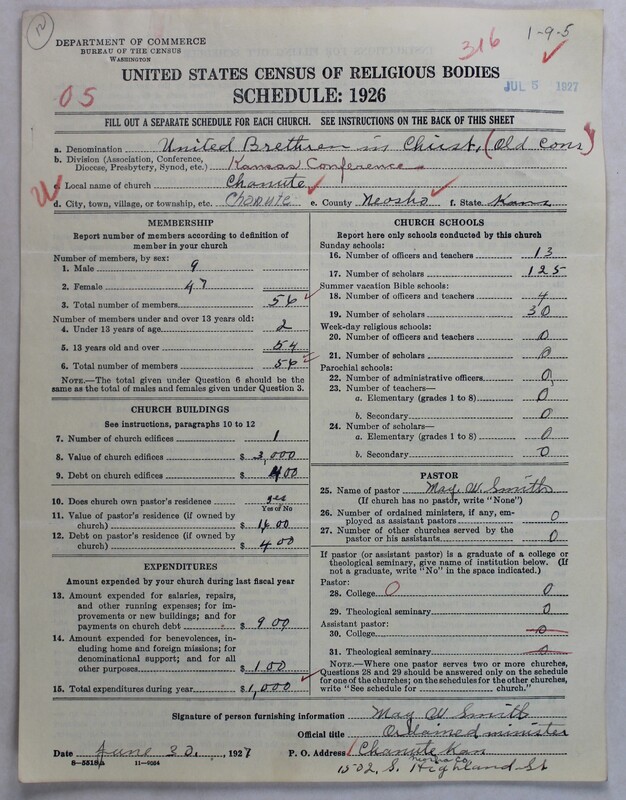 12
DEPARTMENT OF COMMERCE
BUREAU OF THE CENSUS
WASHINGTON
316
1-9-5
UNITED STATES CENSUS OF RELIGIOUS BODIES
JUL 5 1927
05
SCHEDULE: 1926
FILL OUT A SEPARATE SCHEDULE FOR EACH CHURCH. SEE INSTRUCTIONS ON THE BACK OF THIS SHEET
a. Denomination United Brethren in Christ, (Old Cons)
b. Division (Association, Conference, Diocese, Presbytery, Synod, etc.) Kansas Conference
c. Local name of church Chanute
d. City, town, village, or township, etc. Chanute e. County Neosho f. State Kans
MEMBERSHIP
Report number of members according to definition of
member in your church
Number of members, by sex:
1. Male 9
2. Female 47
3. Total number of members 56
Number of members under and over 13 years old:
4. Under 13 years of age 2
5. 13 years old and over 54
6. Total number of members 56
NOTE.—The total given under Question 6 should be the
same as the total of males and females given under Question 3.
CHURCH BUILDINGS
See instructions, paragraphs 10 to 12
7. Number of church edifices 1
8. Value of church edifices $ 3,000
9. Debt on church edifices $ 400
10. Does church own pastor's residence yes
Yes or No
11. Value of pastor's residence (if owned by
church) $ 1600
12. Debt on pastor's residence (if owned by
church) $ 400
EXPENDITURES
Amount expended by your church during last fiscal year
13. Amount expended for salaries, repairs,
and other running expenses; for im-
provements or new buildings; and for
payments on church debt $ 900
14. Amount expended for benevolences, in-
cluding home and foreign missions; for
denominational support; and for all
other purposes $ 100
15. Total expenditures during year $ 1,000
CHURCH SCHOOLS
Report here only schools conducted by this church
Sunday schools:
16. Number of officers and teachers 13
17. Number of scholars 125
Summer vacation Bible schools:
18. Number of officers and teachers 4
19. Number of scholars 30
Week-day religious schools:
20. Number of officers and teachers 0
21. Number of scholars 0
Parochial schools:
22. Number of administrative officers 0
23. Number of teachers—
a. Elementary (grades 1 to 8) 0
b. Secondary 0
24. Number of scholars—
a. Elementary (grades 1 to 8) 0
b. Secondary 0
PASTOR
25. Name of pastor May W. Smith
(If church has no pastor, write "None")
26. Number of ordained ministers, if any, em-
ployed as assistant pastors 0
27. Number of other churches served by the
pastor or his assistants 0
If pastor (or assistant pastor) is a graduate of a college or
theological seminary, give name of institution below. (If
not a graduate, write "No" in the space indicated.)
Pastor:
28. College 0 0
29. Theological seminary 0
Assistant pastor:
30. College 0
31. Theological seminary 0
NOTE.—Where one pastor serves two or more churches,
Questions 28 and 29 should be answered only on the schedule
for one of the churches; on the schedules for the other churches,
write "See schedule for church."
Signature of person furnishing information May W Smith
Official title Ordained minister
Date June 30, 1927 P. O. Address Chanute Kan
Neosho Co
1502, S. Highland St
11—9084